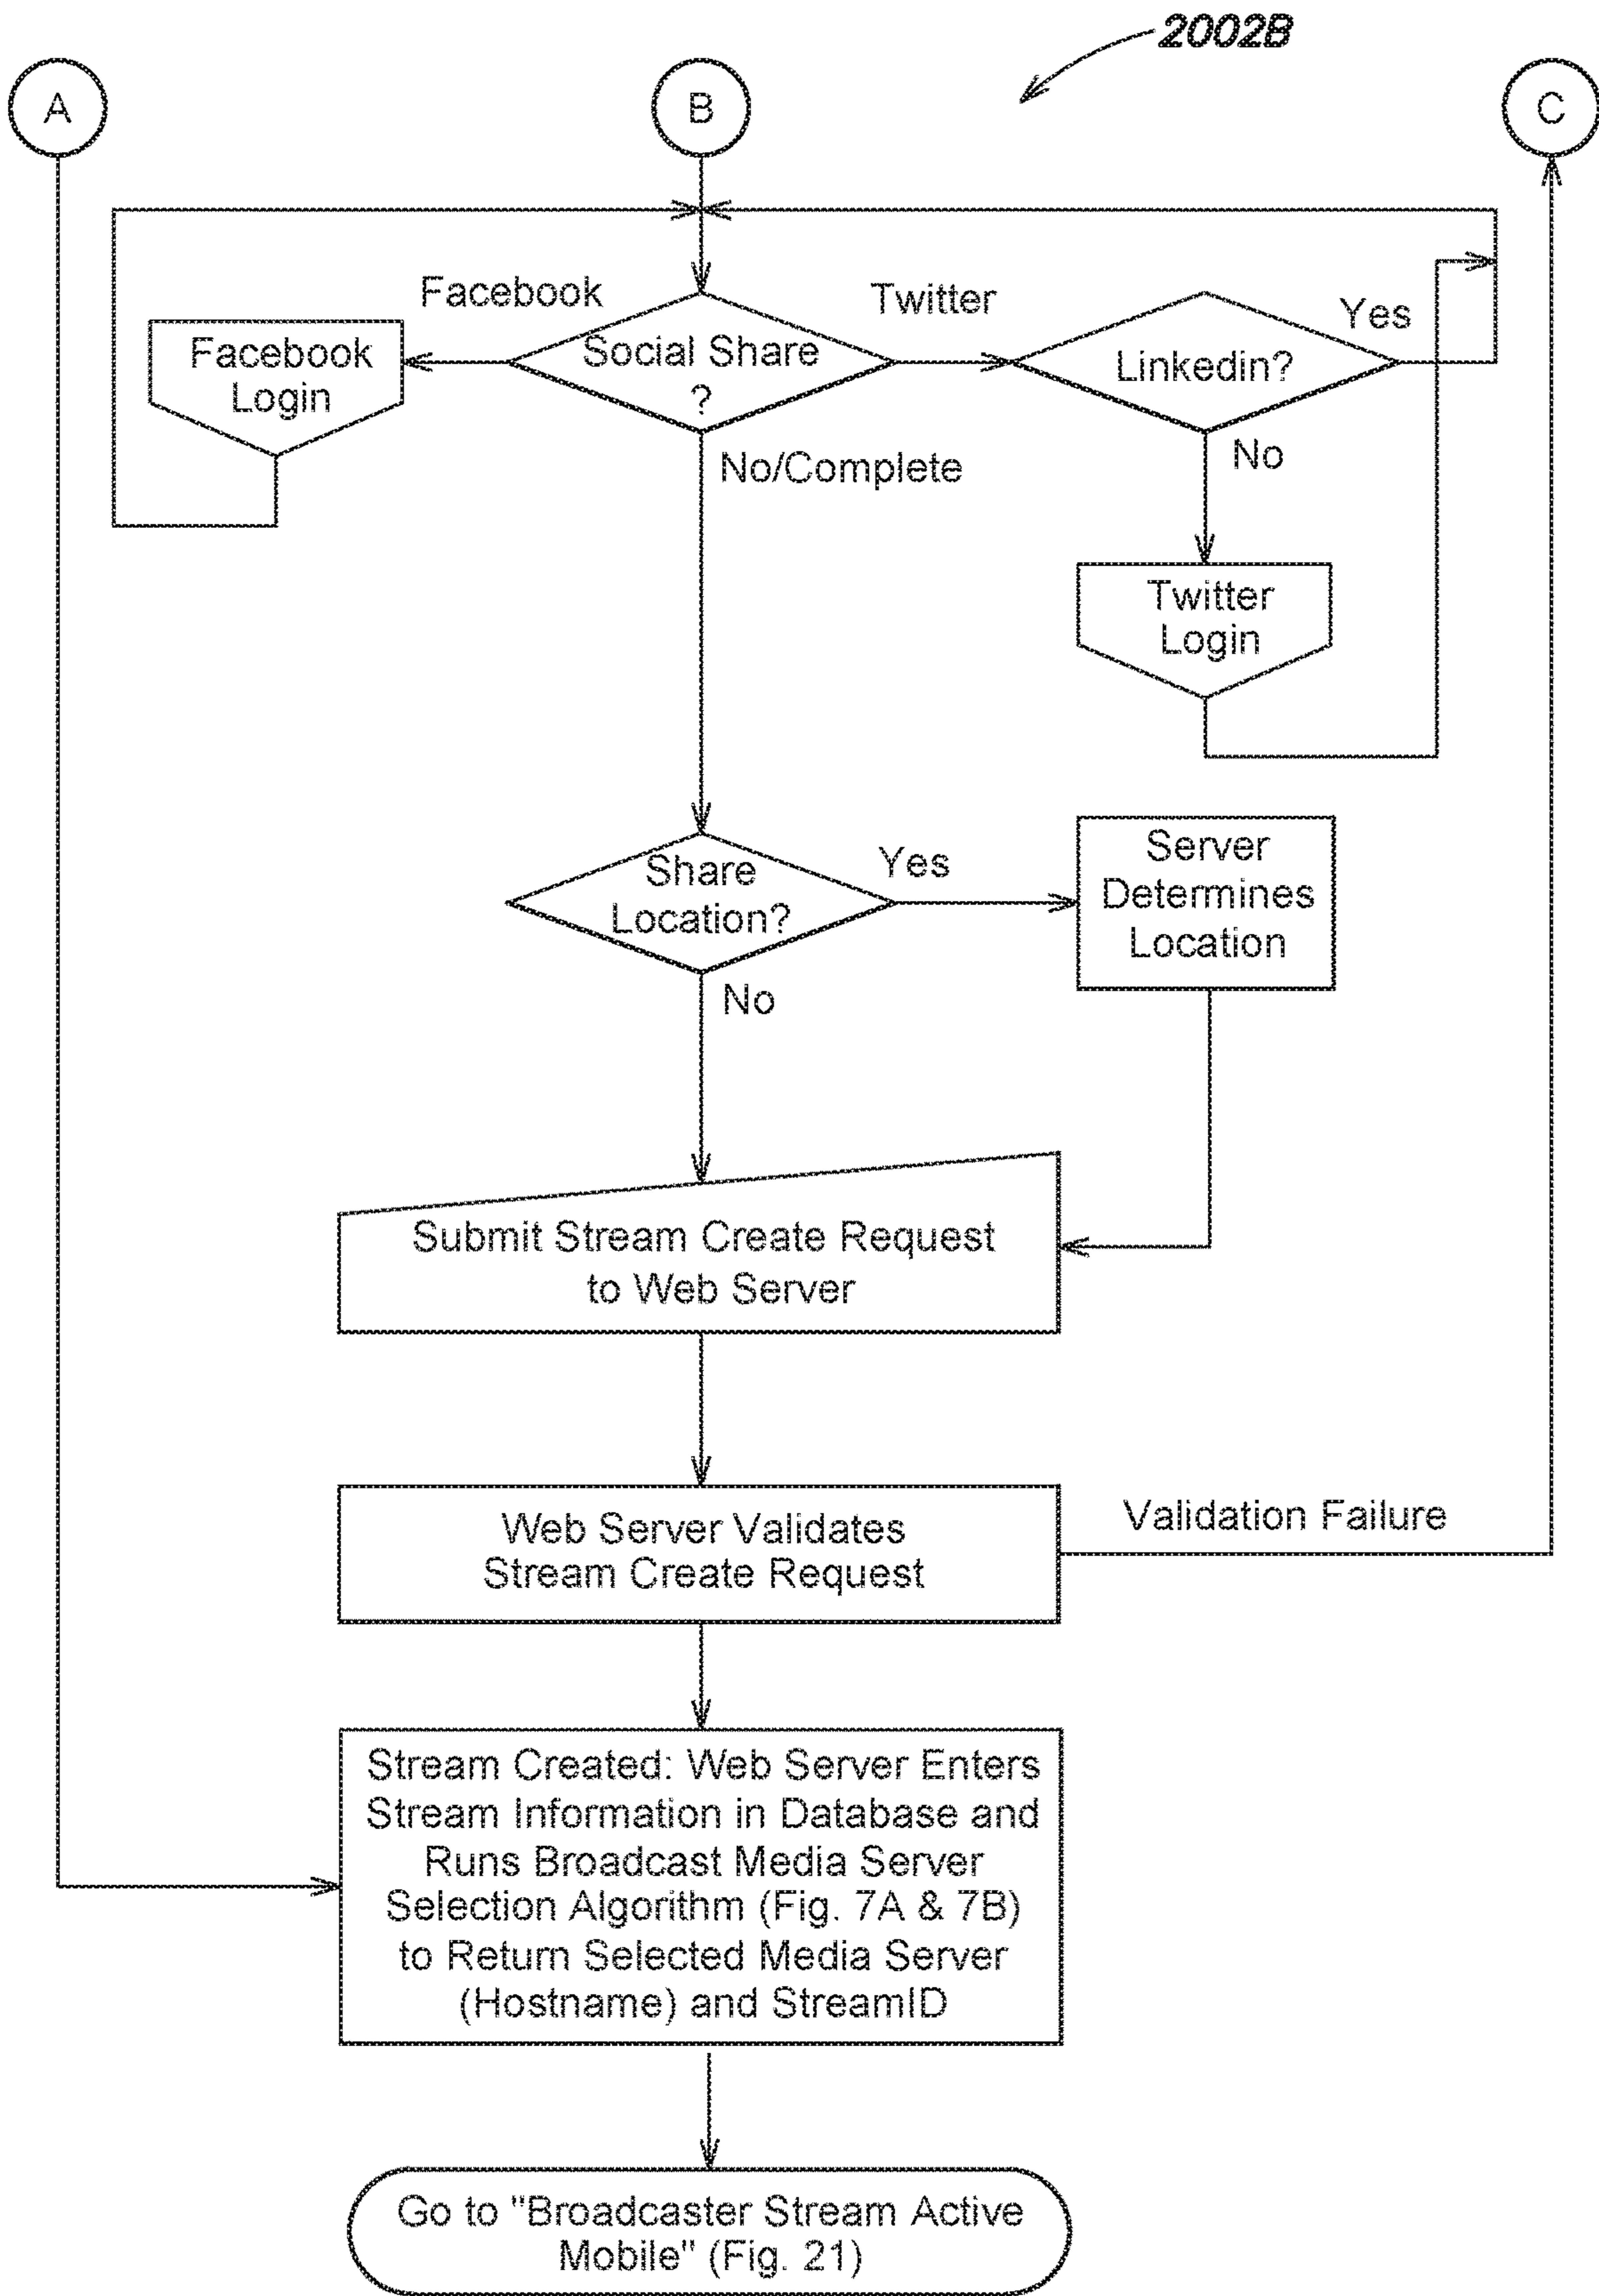 2002B
A
B
C
Facebook
Twitter
Yes
Facebook
Login
Social Share
?
Linkedin?
No/Complete
No
Twitter
Login
Share
Location?
Yes
Server
Determines
Location
No
Submit Stream Create Request
to Web Server
Web Server Validates
Stream Create Request
Validation Failure
Stream Created: Web Server Enters
Stream Information in Database and
Runs Broadcast Media Server
Selection Algorithm (Fig. 7A & 7B)
to Return Selected Media Server
(Hostname) and StreamID
Go to "Broadcaster Stream Active
Mobile" (Fig. 21)